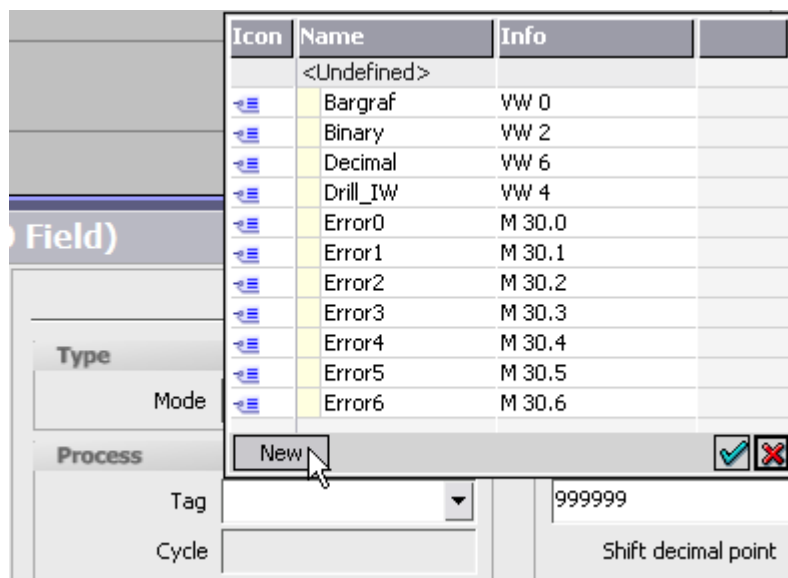 Icon Name Info
<Undefined>
Bargraf VW 0
Binary VW 2
Decimal VW 6
Drill_IW VW 4
Error0 M 30.0
Error1 M 30.1
Error2 M 30.2
Error3 M 30.3
Error4 M 30.4
Error5 M 30.5
Error6 M 30.6
New
Field)
Type
Mode
Process
Tag
999999
Cycle
Shift decimal point